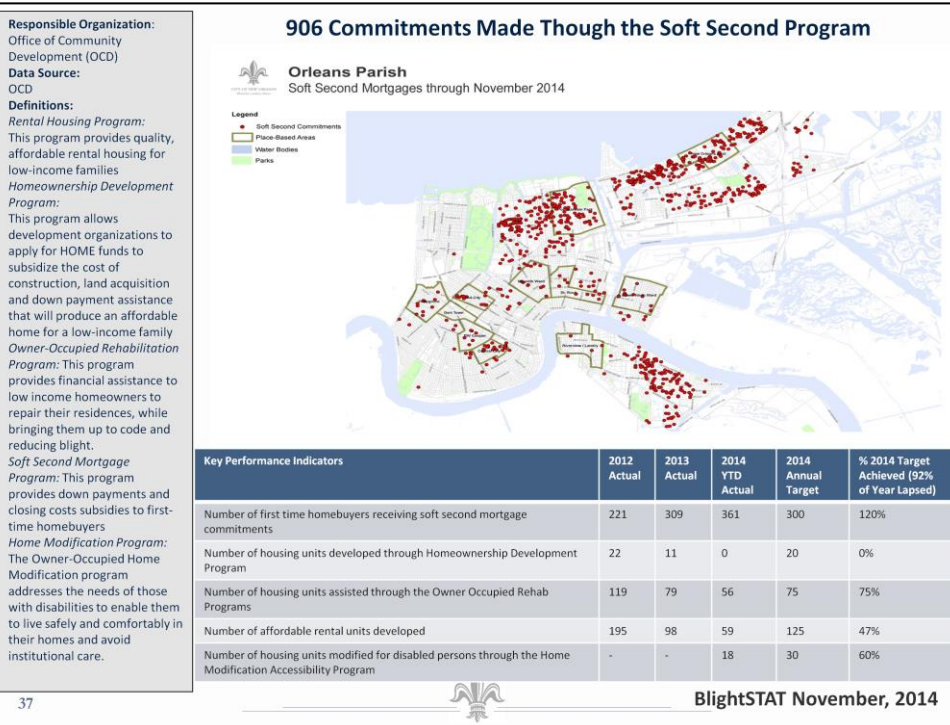 Responsible Organization:
Office of Community
Development (OCD)
Data Source:
OCD
Definitions:
Rental Housing Program:
This program provides quality,
affordable rental housing for
low-income families
Homeownership Development
Program:
This program allows
development organizations to
apply for HOME funds to
subsidize the cost of
construction, land acquisition
and down payment assistance
that will produce an affordable
home for a low-income family
Owner-Occupied Rehabilitation
Program: This program
provides financial assistance to
low income homeowners to
repair their residences, while
bringing them up to code and
reducing blight.
Soft Second Mortgage
Program: This program
provides down payments and
closing costs subsidies to first-
time homebuyers
Home Modification Program:
The Owner-Occupied Home
Modification program
addresses the needs of those
with disabilities to enable them
to live safely and comfortably in
their homes and avoid
institutional care.
906 Commitments Made Though the Soft Second Program
Orleans Parish
Soft Second Mortgages through November 2014
Legend
Soft Second Commitments
Place-Based Areas
Water Bodies
Parks
Key Performance Indicators 2012 Actual 2013 Actual 2014 YTD Actual 2014 Annual Target % 2014 Target Achieved (92% of Year Lapsed)
Number of first time homebuyers receiving soft second mortgage
commitments 221 309 361 300 120%
Number of housing units developed through Homeownership Development
Program 22 11 0 20 0%
Number of housing units assisted through the Owner Occupied Rehab
Programs 119 79 56 75 75%
Number of affordable rental units developed 195 98 59 125 47%
Number of housing units modified for disabled persons through the Home
Modification Accessibility Program - - 18 30 60%
37
BlightSTAT November, 2014